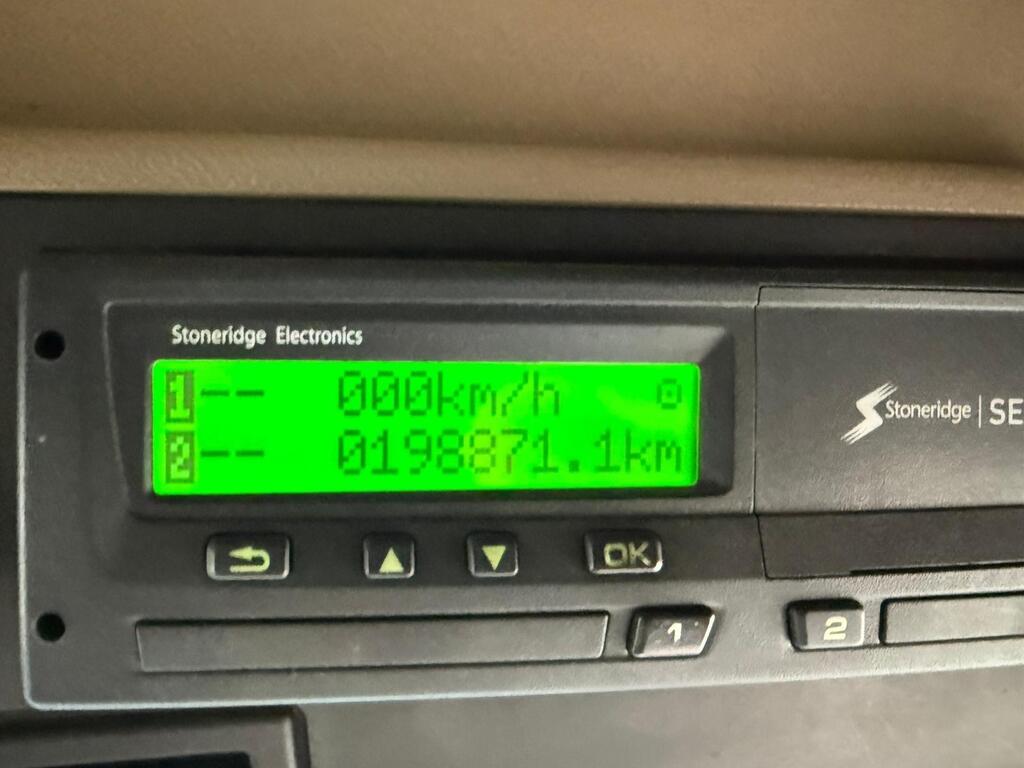 Stoneridge Electronics
1 -- 000km/h
2 -- 0198871.1km
Stoneridge | SE
OK
1
2